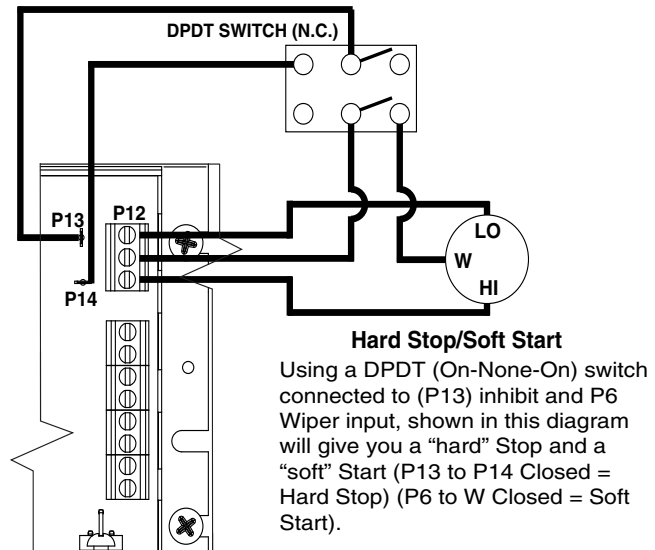 DPDT SWITCH (N.C.)
P13
P12
P14
LO
W
HI
Hard Stop/Soft Start
Using a DPDT (On-None-On) switch
connected to (P13) inhibit and P6
Wiper input, shown in this diagram
will give you a “hard” Stop and a
“soft” Start (P13 to P14 Closed =
Hard Stop) (P6 to W Closed = Soft
Start).